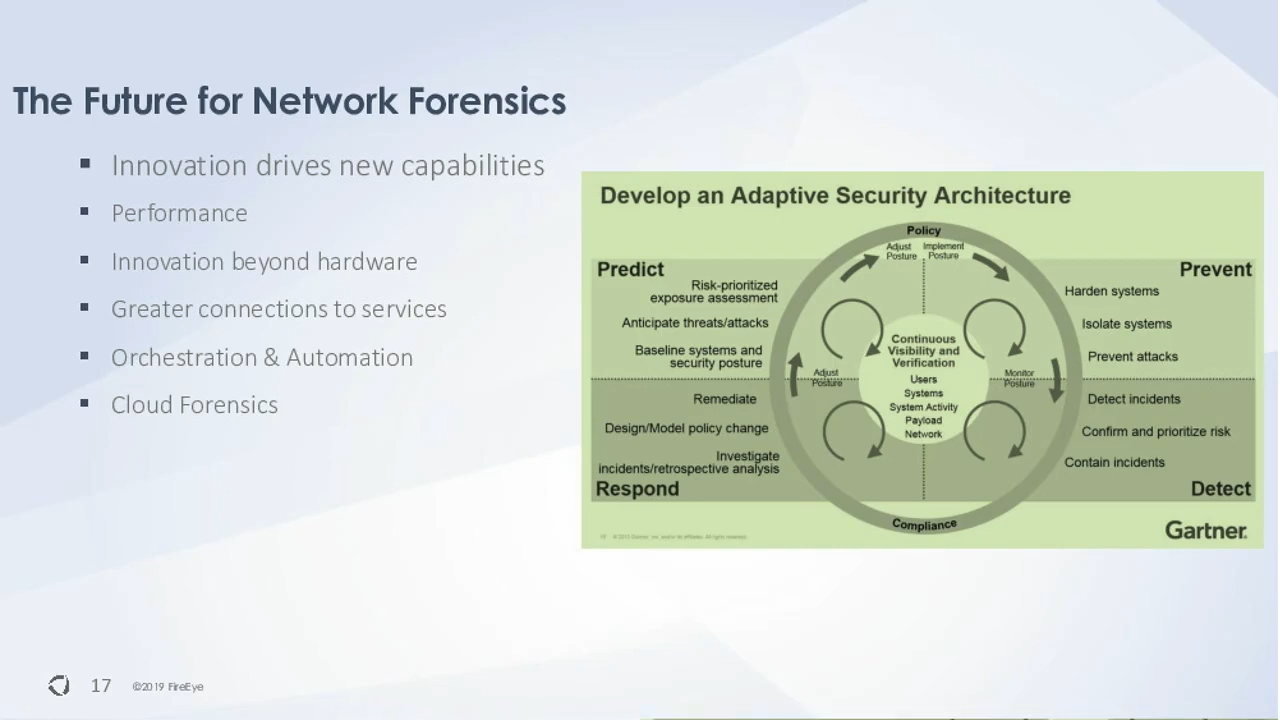 The Future for Network Forensics
Innovation drives new capabilities
Performance
Innovation beyond hardware
Greater connections to services
Orchestration & Automation
Cloud Forensics
Develop an Adaptive Security Architecture
Policy
Adjust
Posture
Implement
Posture
Predict
Risk-prioritized
exposure assessment
Anticipate threats/attacks
Baseline systems and
security posture
Prevent
Harden systems
Isolate systems
Prevent attacks
Continuous
Visibility and
Verification
Users
Systems
System Activity
Payload
Network
Adjust
Posture
Monitor
Posture
Remediate
Design/Model policy change
Investigate
incidents/retrospective analysis
Respond
Detect incidents
Confirm and prioritize risk
Contain incidents
Detect
Compliance
Gartner.
17
©2019 FireEye